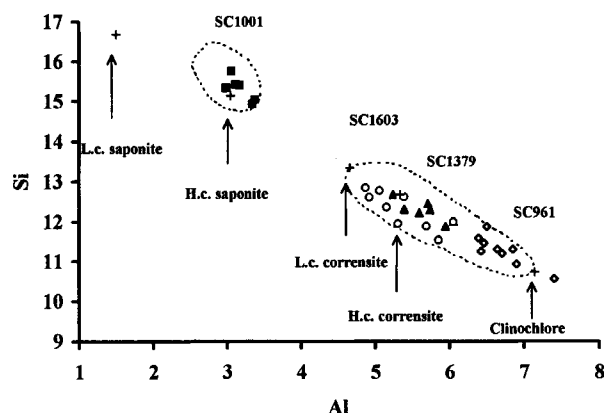 SC1001
17
16
15
14
13
12
11
10
9
Si
L.c. saponite
H.c. saponite
SC1603
SC1379
SC961
L.c. corrensite
H.c. corrensite
Clinochlore
1 2 3 4 5 6 7 8
Al